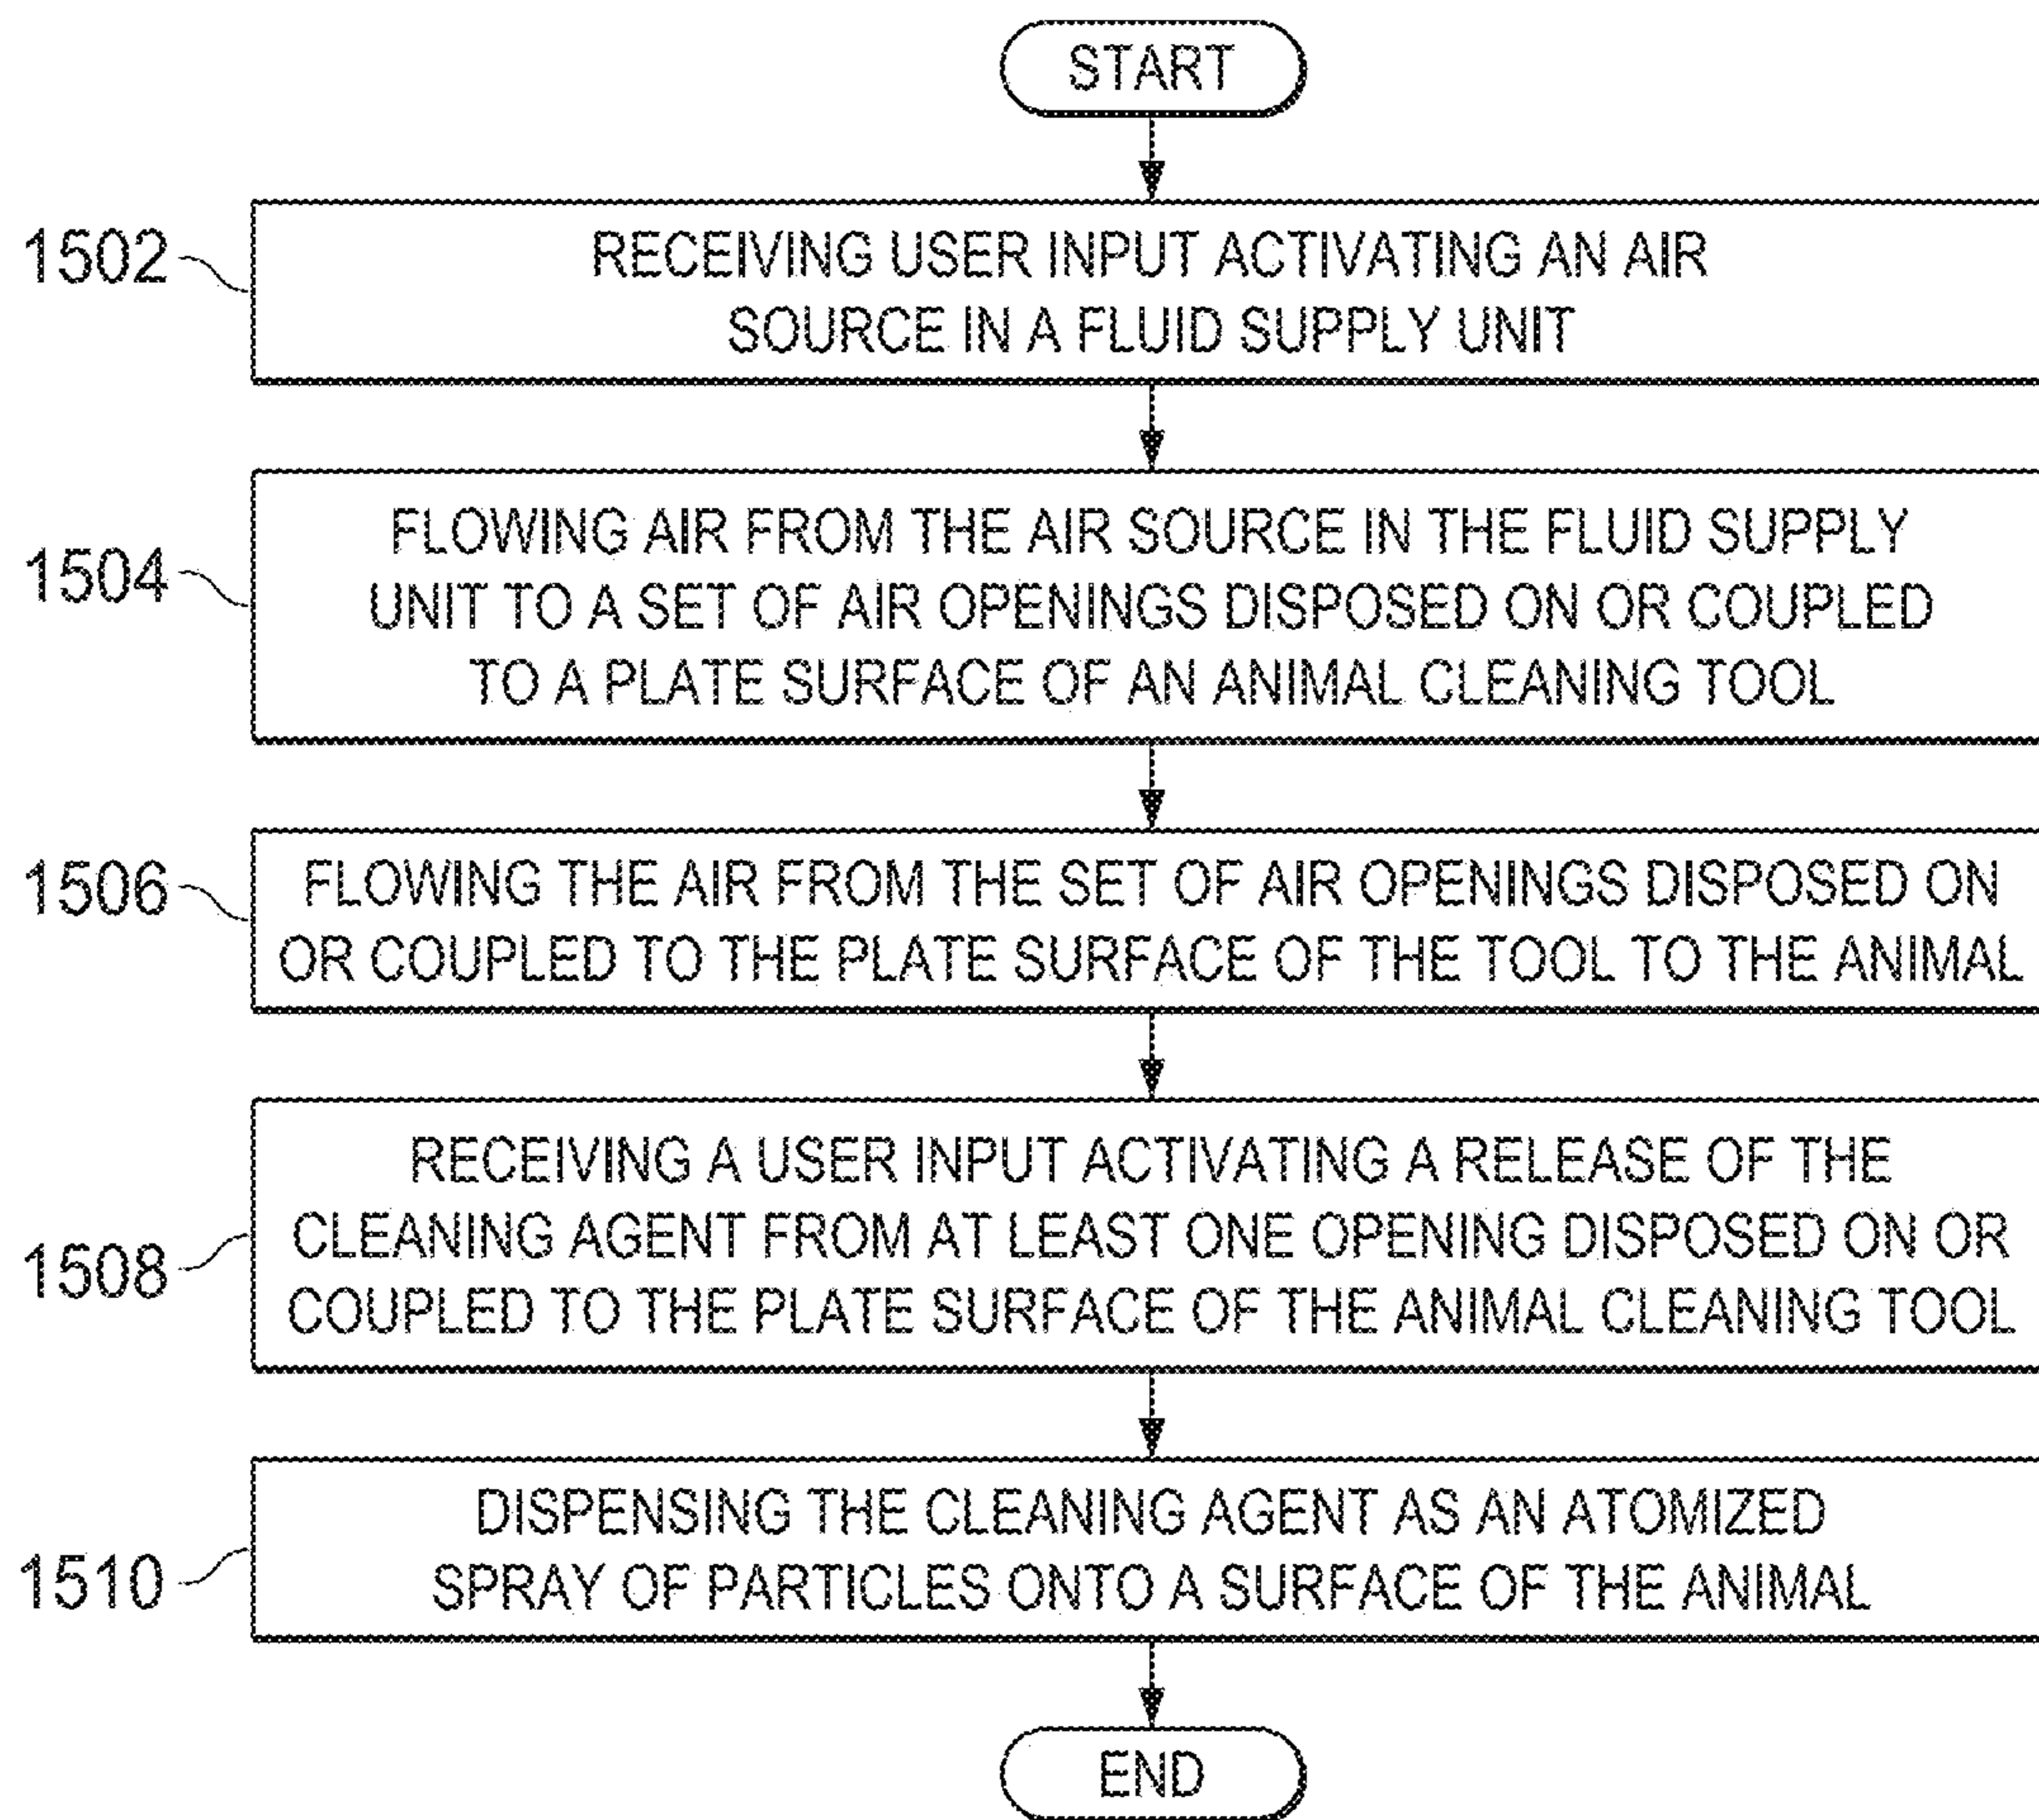 START
1502
RECEIVING USER INPUT ACTIVATING AN AIR
SOURCE IN A FLUID SUPPLY UNIT
1504
FLOWING AIR FROM THE AIR SOURCE IN THE FLUID SUPPLY
UNIT TO A SET OF AIR OPENINGS DISPOSED ON OR COUPLED
TO A PLATE SURFACE OF AN ANIMAL CLEANING TOOL
1506
FLOWING THE AIR FROM THE SET OF AIR OPENINGS DISPOSED ON
OR COUPLED TO THE PLATE SURFACE OF THE TOOL TO THE ANIMAL
1508
RECEIVING A USER INPUT ACTIVATING A RELEASE OF THE
CLEANING AGENT FROM AT LEAST ONE OPENING DISPOSED ON OR
COUPLED TO THE PLATE SURFACE OF THE ANIMAL CLEANING TOOL
1510
DISPENSING THE CLEANING AGENT AS AN ATOMIZED
SPRAY OF PARTICLES ONTO A SURFACE OF THE ANIMAL
END